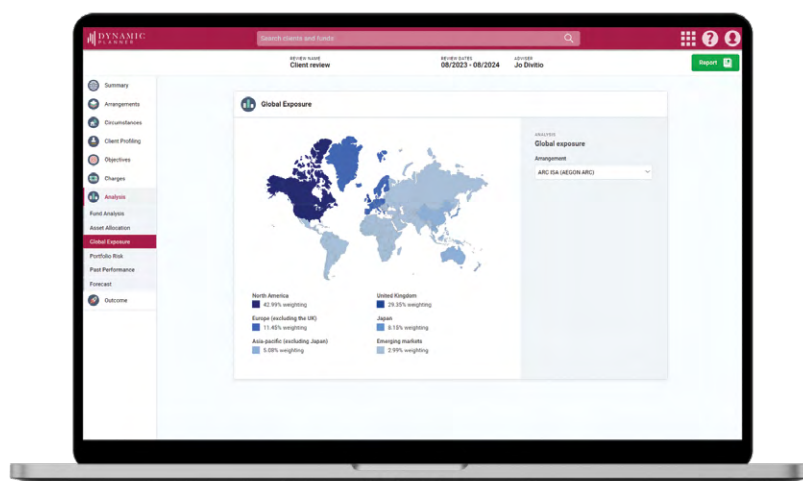 DYNAMIC
PLANNER
Search clients and funds
REVIEW NAME
Client review
REVIEW DATES
08/2023 - 08/2024
ADVISER
Jo Divitio
Report
Summary
Arrangements
Circumstances
Client Profiling
Objectives
Charges
Analysis
Fund Analysis
Asset Allocation
Global Exposure
Portfolio Risk
Past Performance
Forecast
Outcome
Global Exposure
North America
42.99% weighting
United Kingdom
29.35% weighting
Europe (excluding the UK)
11.45% weighting
Japan
8.15% weighting
Asia-pacific (excluding Japan)
5.08% weighting
Emerging markets
2.99% weighting
ANALYSIS
Global exposure
Arrangement
ARC ISA (AEGON ARC)